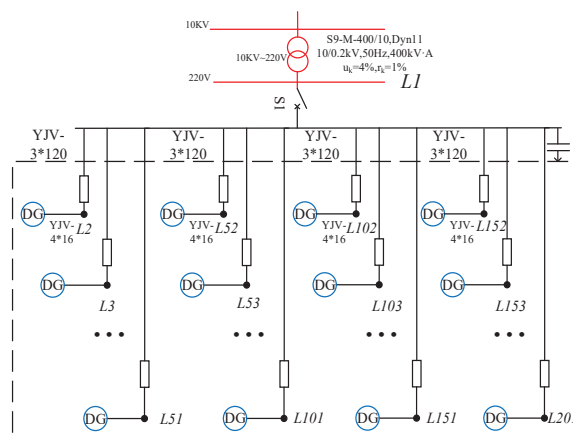 10KV
S9-M-400/10,Dyn11
10/0.2kV,50Hz,400kV·A
uk=4%,rk=1%
10KV~220V
220V
L1
S1
YJV-
3*120
YJV-
3*120
YJV-
3*120
YJV-
3*120
DG
YJV-
4*16
L2
DG
YJV-
4*16
L52
DG
YJV-
4*16
L102
DG
YJV-
4*16
L152
DG
L3
DG
L53
DG
L103
DG
L153
• • •
• • •
• • •
• • •
DG
L51
DG
L101
DG
L151
DG
L201